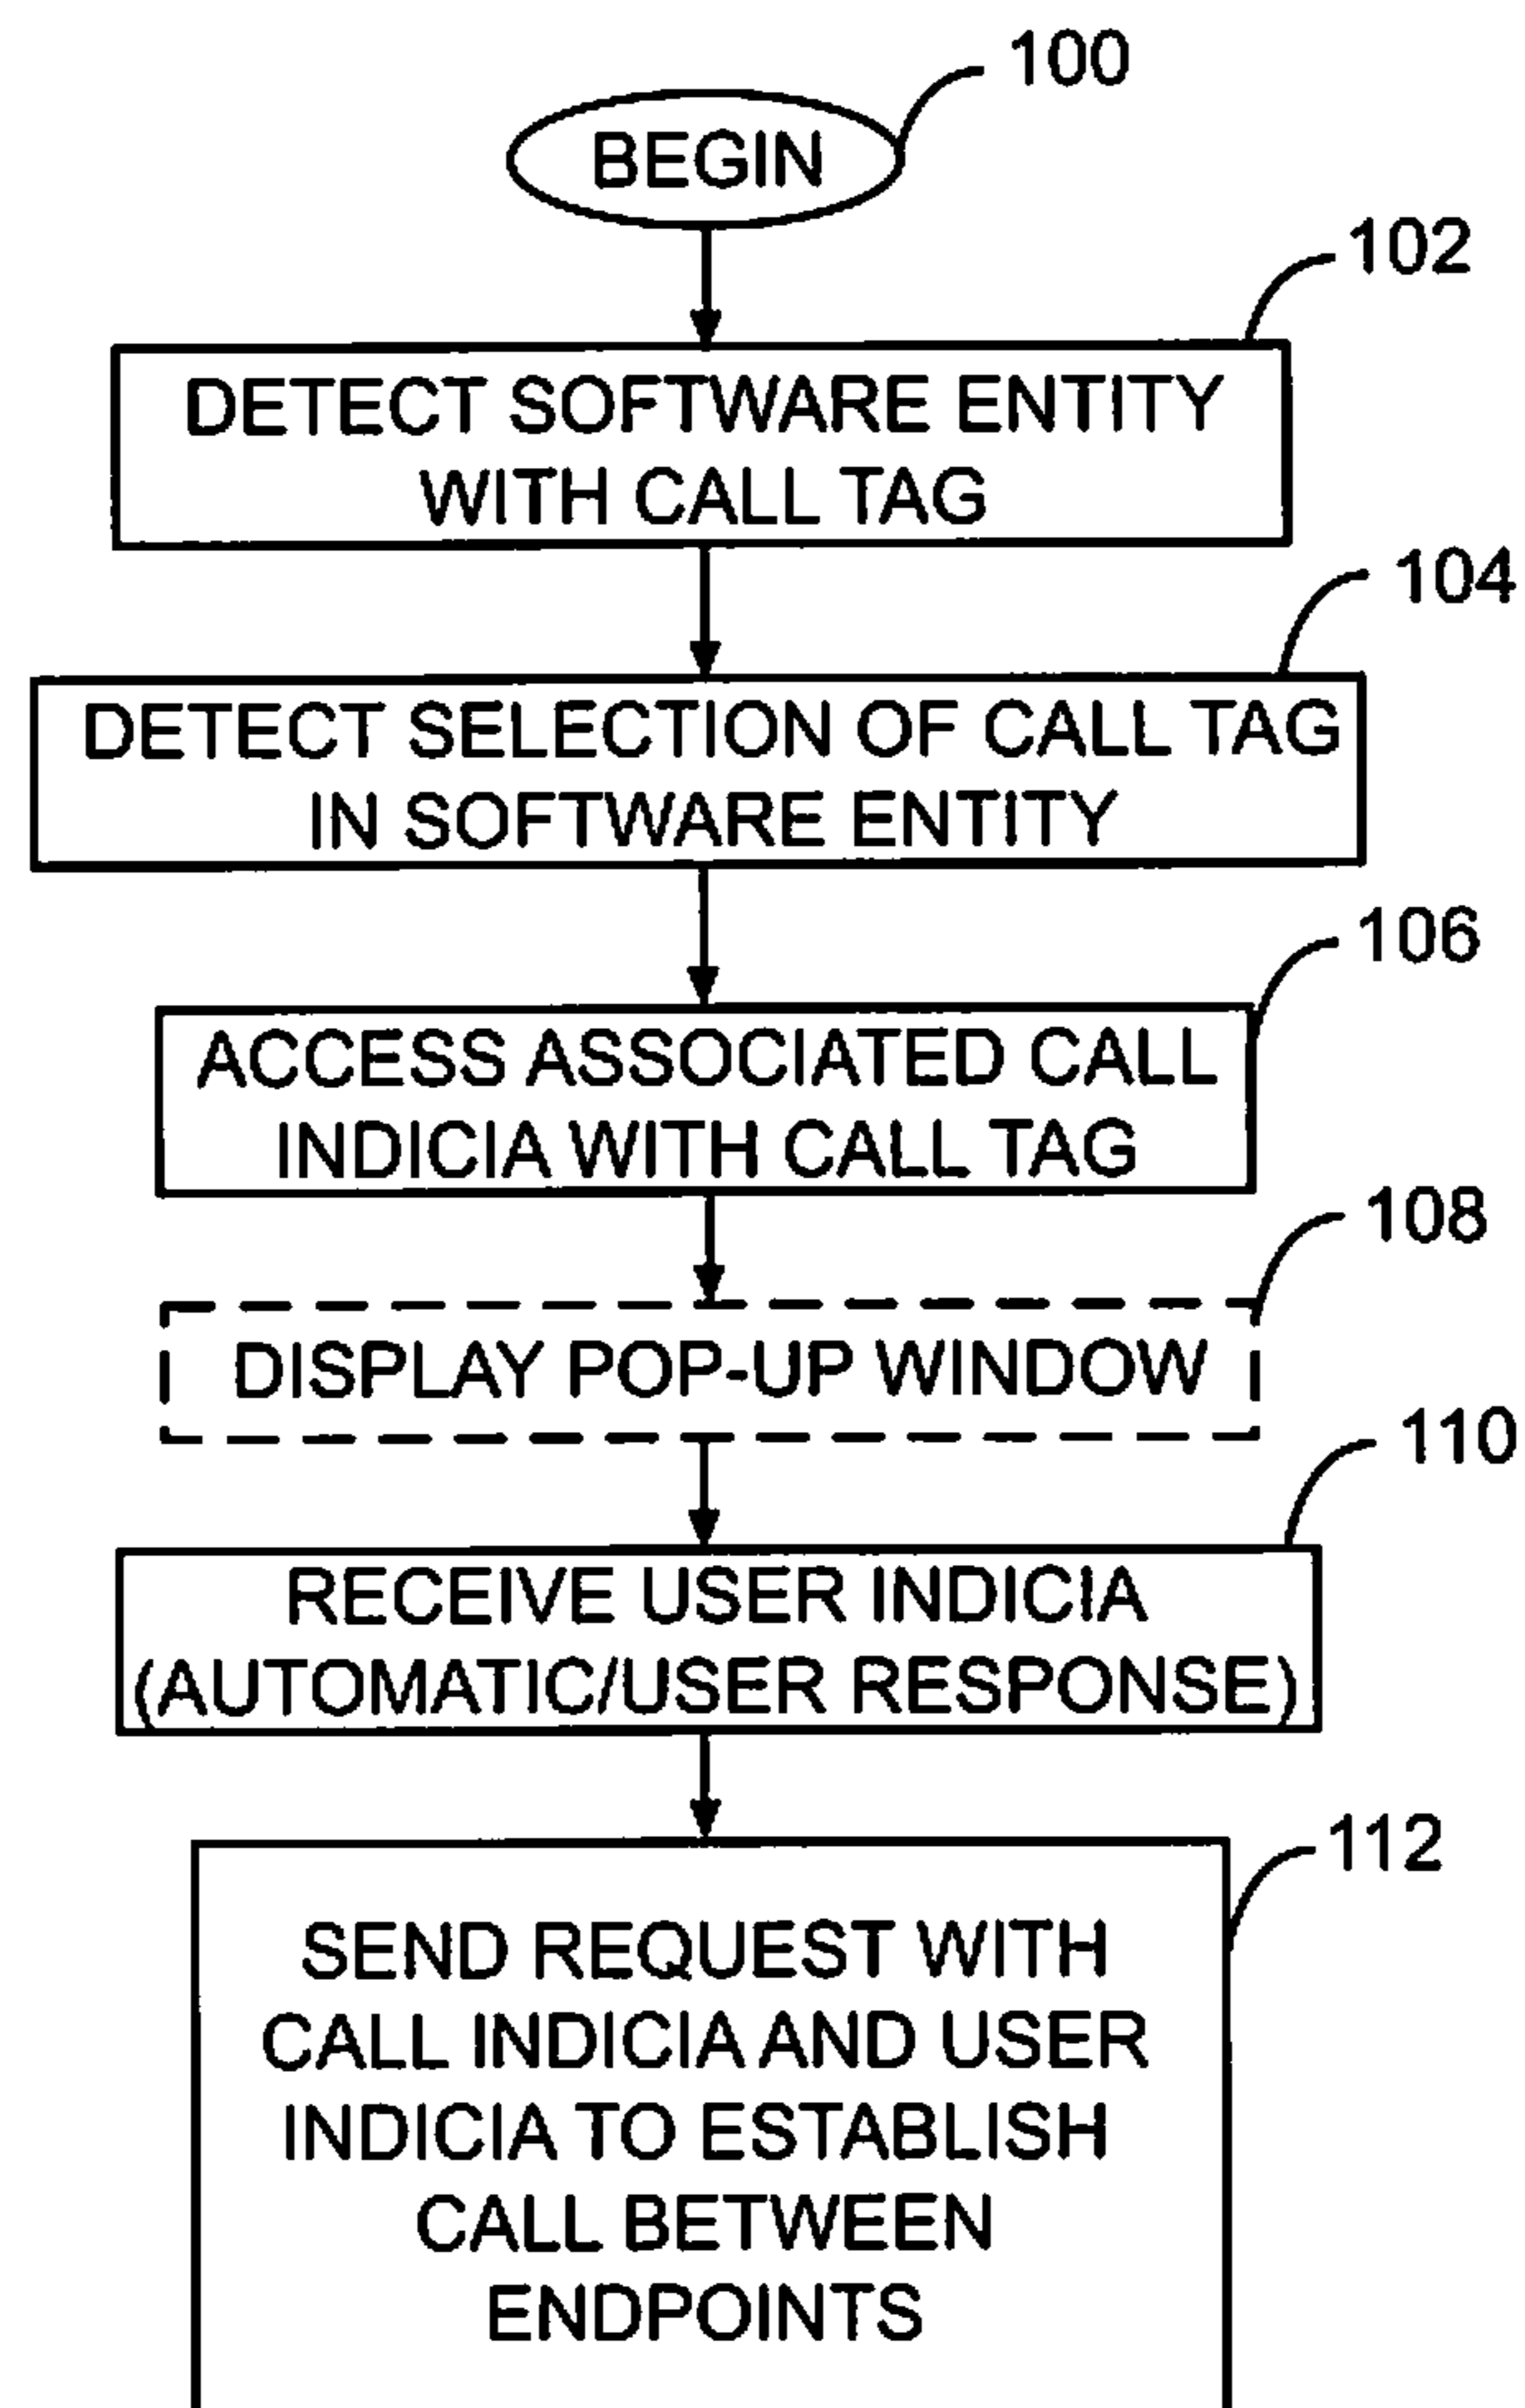 100
BEGIN
102
DETECT SOFTWARE ENTITY
WITH CALL TAG
104
DETECT SELECTION OF CALL TAG
IN SOFTWARE ENTITY
106
ACCESS ASSOCIATED CALL
INDICIA WITH CALL TAG
108
DISPLAY POP-UP WINDOW
110
RECEIVE USER INDICIA
(AUTOMATIC/USER RESPONSE)
112
SEND REQUEST WITH
CALL INDICIA AND USER
INDICIA TO ESTABLISH
CALL BETWEEN
ENDPOINTS